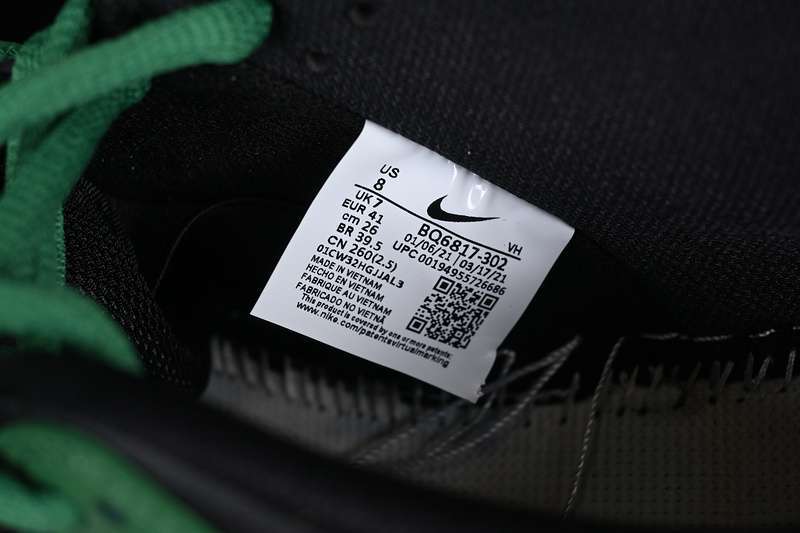 US
8
UK 7
EUR 41
cm 26
BR 39.5
CN 260(2.5)
01CW32HGJJAL3
BQ6817-302 VH
01/06/21 | 03/17/21
UPC 00194955726686
MADE IN VIETNAM
HECHO EN VIETNAM
FABRIQUE AU VIETNAM
FABRICADO NO VIETNÃ
This product is covered by one or more patents:
www.nike.com/patentsvirtualmarking